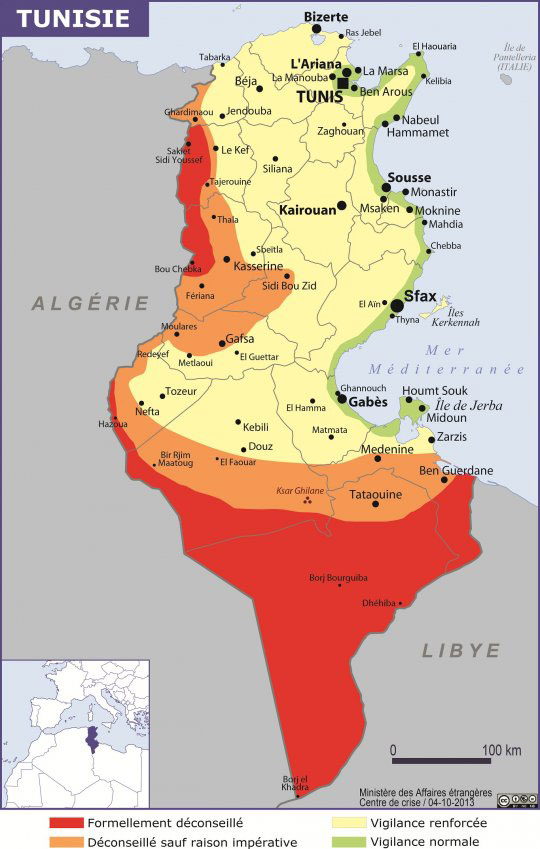 TUNISIE
Bizerte
Ras Jebel
Tabarka
El Haouaria
Île de
Pantelleria
(ITALIE)
L'Ariana
La Marsa
La Manouba
Béja
TUNIS
Ben Arous
Kelibia
Ghardimaou
Jendouba
Nabeul
Zaghouan
Hammamet
Sakiet
Sidi Youssef
Le Kef
Siliana
Tajerouine
Sousse
Monastir
Kairouan
Msaken
Moknine
Thala
Mahdia
Sbeïtla
Chebba
Bou Chebka
Kasserine
Sidi Bou Zid
Fériana
ALGÉRIE
El Aïn
Sfax
Thyna
Îles
Kerkennah
Moulares
Gafsa
Redeyef
Metlaoui
El Guettar
Mer
Méditerranée
Tozeur
Ghannouch
Houmt Souk
Nefta
El Hamma
Gabès
Île de Jerba
Midoun
Hazoua
Kebili
Matmata
Zarzis
Douz
Bir Rjim
Maatoug
El Faouar
Medenine
Ben Guerdane
Ksar Ghilane
Tataouine
Borj Bourguiba
Dhéhiba
LIBYE
0 100 km
Borj el
Khadra
Ministère des Affaires étrangères
Centre de crise / 04-10-2013
cc BY NC ND
Formellement déconseillé
Vigilance renforcée
Déconseillé sauf raison impérative
Vigilance normale